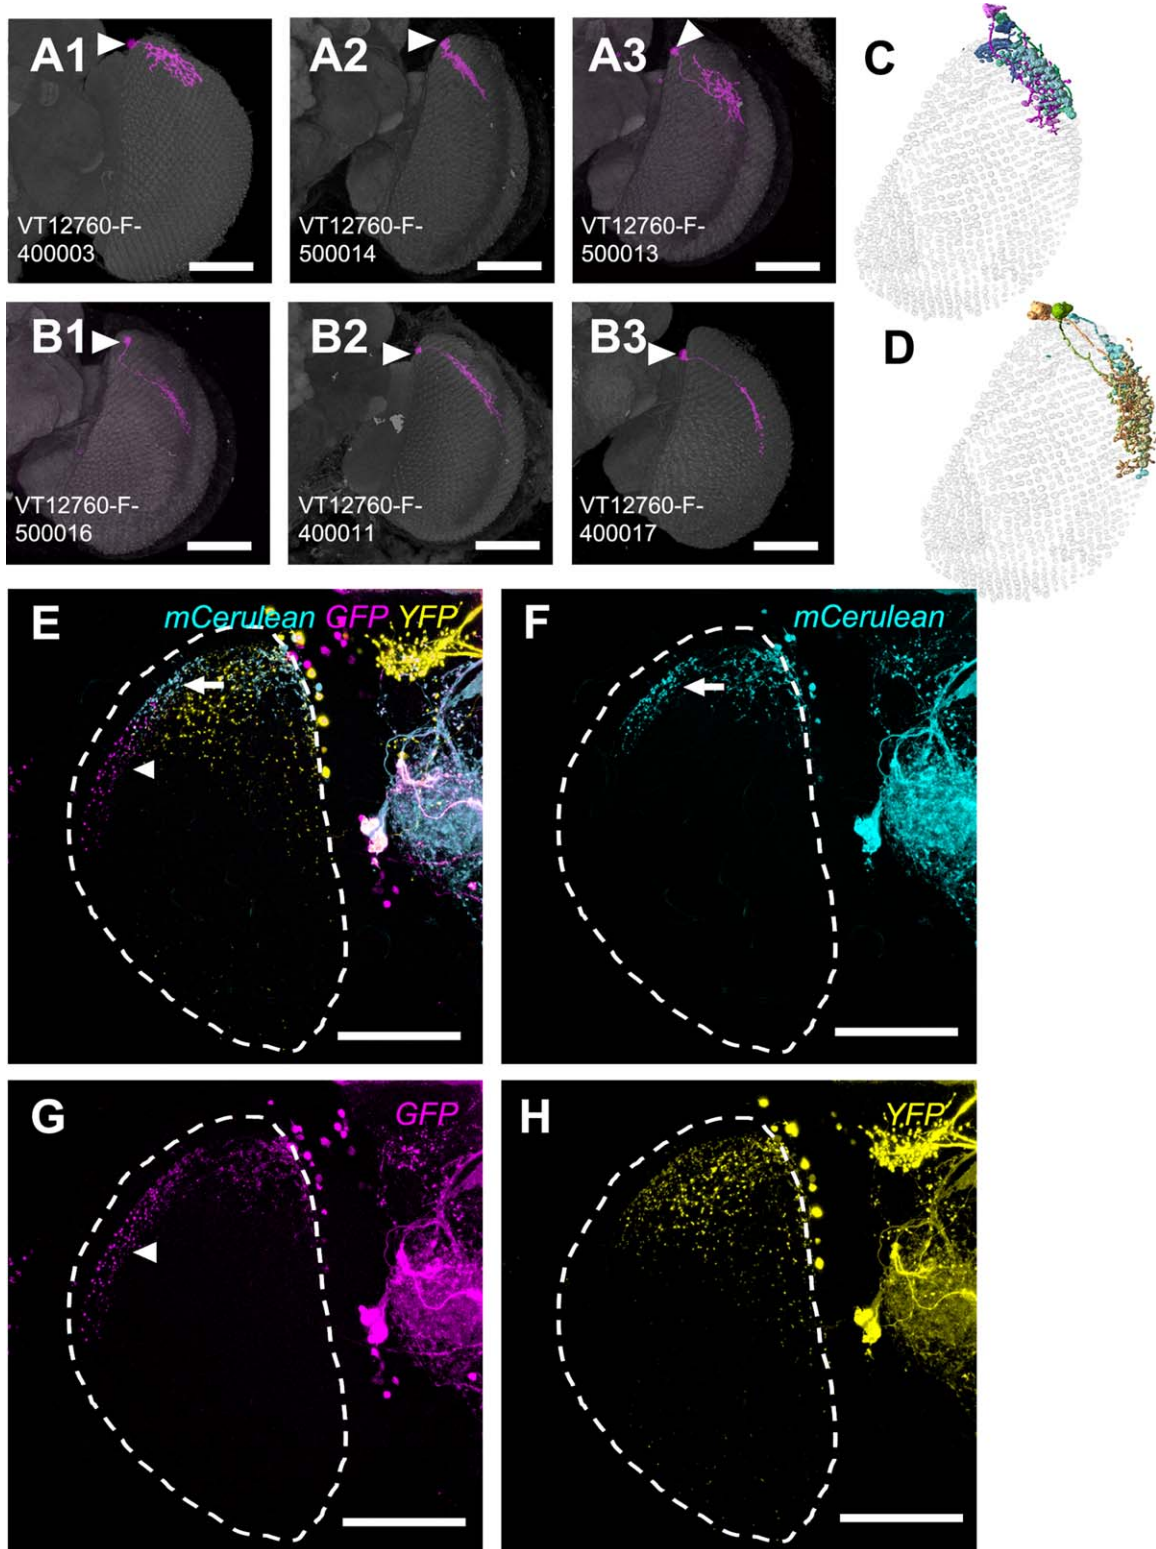 A1
VT12760-F-
400003
A2
VT12760-F-
500014
A3
VT12760-F-
500013
C
B1
VT12760-F-
500016
B2
VT12760-F-
400011
B3
VT12760-F-
400017
D
E
mCerulean GFP YFP
F
mCerulean
G
GFP
H
YFP